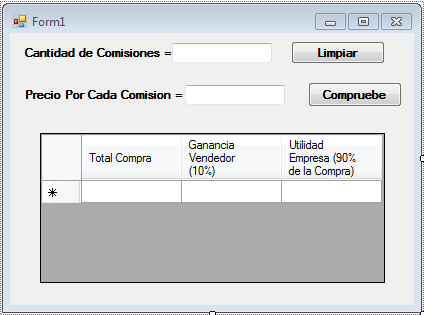 Form1
Cantidad de Comisiones =
Limpiar
Precio Por Cada Comision =
Compruebe
Total Compra
Ganancia
Vendedor
(10%)
Utilidad
Empresa (90%
de la Compra)